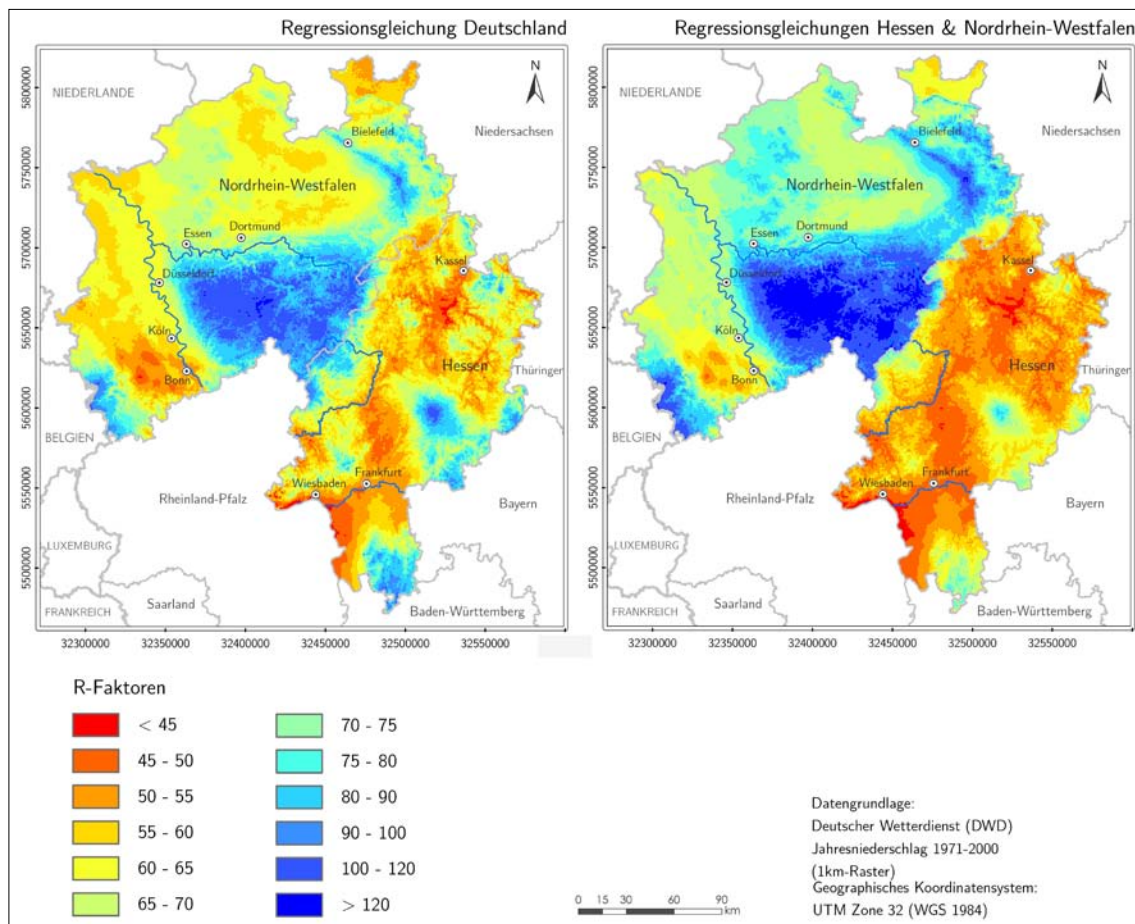 Regressionsgleichung Deutschland
Regressionsgleichungen Hessen & Nordrhein-Westfalen
N
NIEDERLANDE
Niedersachsen
Bielefeld
Nordrhein-Westfalen
Essen
Dortmund
Düsseldorf
Kassel
Köln
Bonn
Hessen
Thüringen
BELGIEN
Wiesbaden
Frankfurt
Rheinland-Pfalz
Bayern
LUXEMBURG
Saarland
FRANKREICH
Baden-Württemberg
5800000
5750000
5700000
5650000
5600000
5550000
5500000
32300000 32350000 32400000 32450000 32500000 32550000
N
NIEDERLANDE
Niedersachsen
Bielefeld
Nordrhein-Westfalen
Essen
Dortmund
Düsseldorf
Kassel
Köln
Bonn
Hessen
Thüringen
BELGIEN
Wiesbaden
Frankfurt
Rheinland-Pfalz
Bayern
LUXEMBURG
Saarland
FRANKREICH
Baden-Württemberg
5800000
5750000
5700000
5650000
5600000
5550000
5500000
32300000 32350000 32400000 32450000 32500000 32550000
R-Faktoren
< 45
45 - 50
50 - 55
55 - 60
60 - 65
65 - 70
70 - 75
75 - 80
80 - 90
90 - 100
100 - 120
> 120
0 15 30 60 90
km
Datengrundlage:
Deutscher Wetterdienst (DWD)
Jahresniederschlag 1971-2000
(1km-Raster)
Geographisches Koordinatensystem:
UTM Zone 32 (WGS 1984)